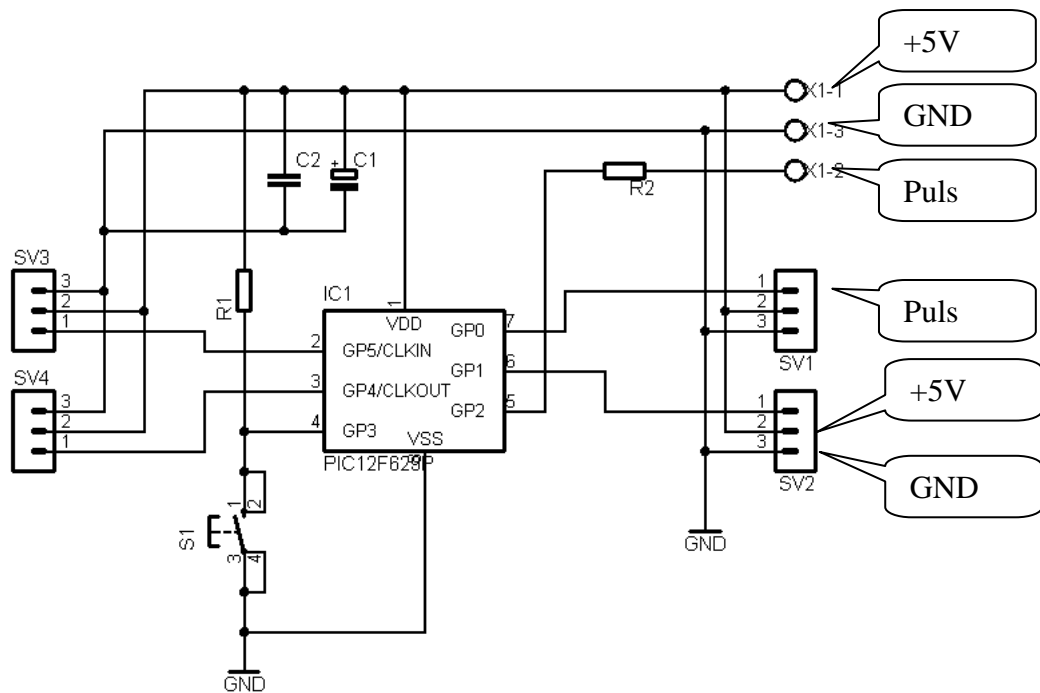 +5V
X1-1
GND
X1-3
X1-2
Puls
C2
+
C1
R2
SV3
3
2
1
R1
IC1
1
VDD
2
GP5/CLKIN
GP0
7
3
GP4/CLKOUT
GP1
6
4
GP3
GP2
5
VSS
8
PIC12F629P
SV4
3
2
1
1
2
3
SV1
Puls
+5V
1
2
3
SV2
GND
S1
1
2
3
4
GND
GND